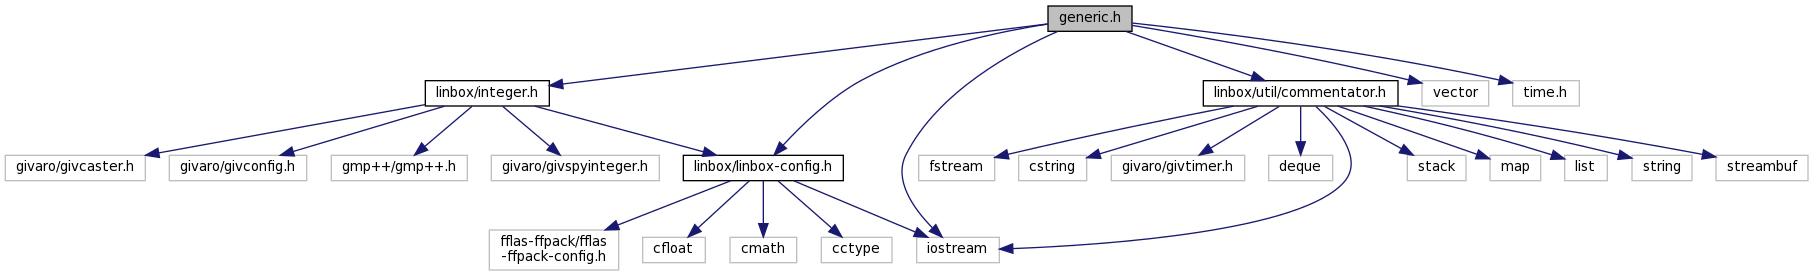 generic.h
linbox/integer.h
linbox/util/commentator.h
vector
time.h
givaro/givcaster.h
givaro/givconfig.h
gmp++/gmp++.h
givaro/givspyinteger.h
linbox/linbox-config.h
fstream
cstring
givaro/givtimer.h
deque
stack
map
list
string
streambuf
fflas-ffpack/fflas
-ffpack-config.h
cfloat
cmath
cctype
iostream